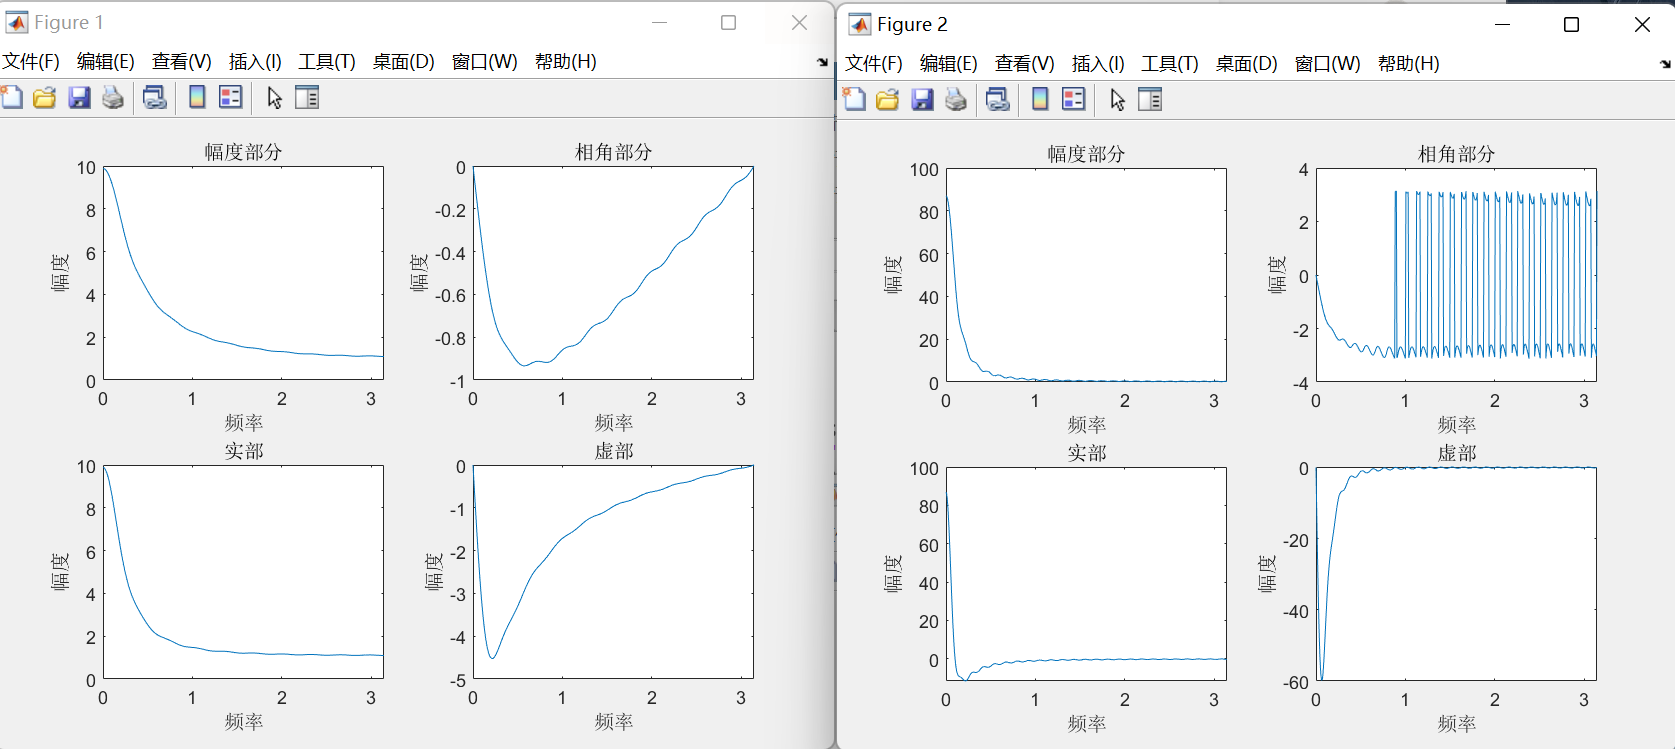 Figure 1
文件(F) 编辑(E) 查看(V) 插入(I) 工具(T) 桌面(D) 窗口(W) 帮助(H)
幅度部分
10
8
6
4
2
0
幅度
0 1 2 3
频率
相角部分
0
-0.2
-0.4
-0.6
-0.8
-1
幅度
0 1 2 3
频率
实部
10
8
6
4
2
0
幅度
0 1 2 3
频率
虚部
0
-1
-2
-3
-4
-5
幅度
0 1 2 3
频率
Figure 2
文件(F) 编辑(E) 查看(V) 插入(I) 工具(T) 桌面(D) 窗口(W) 帮助(H)
幅度部分
100
80
60
40
20
0
幅度
0 1 2 3
频率
相角部分
4
2
0
-2
-4
幅度
0 1 2 3
频率
实部
100
80
60
40
20
0
幅度
0 1 2 3
频率
虚部
0
-20
-40
-60
幅度
0 1 2 3
频率